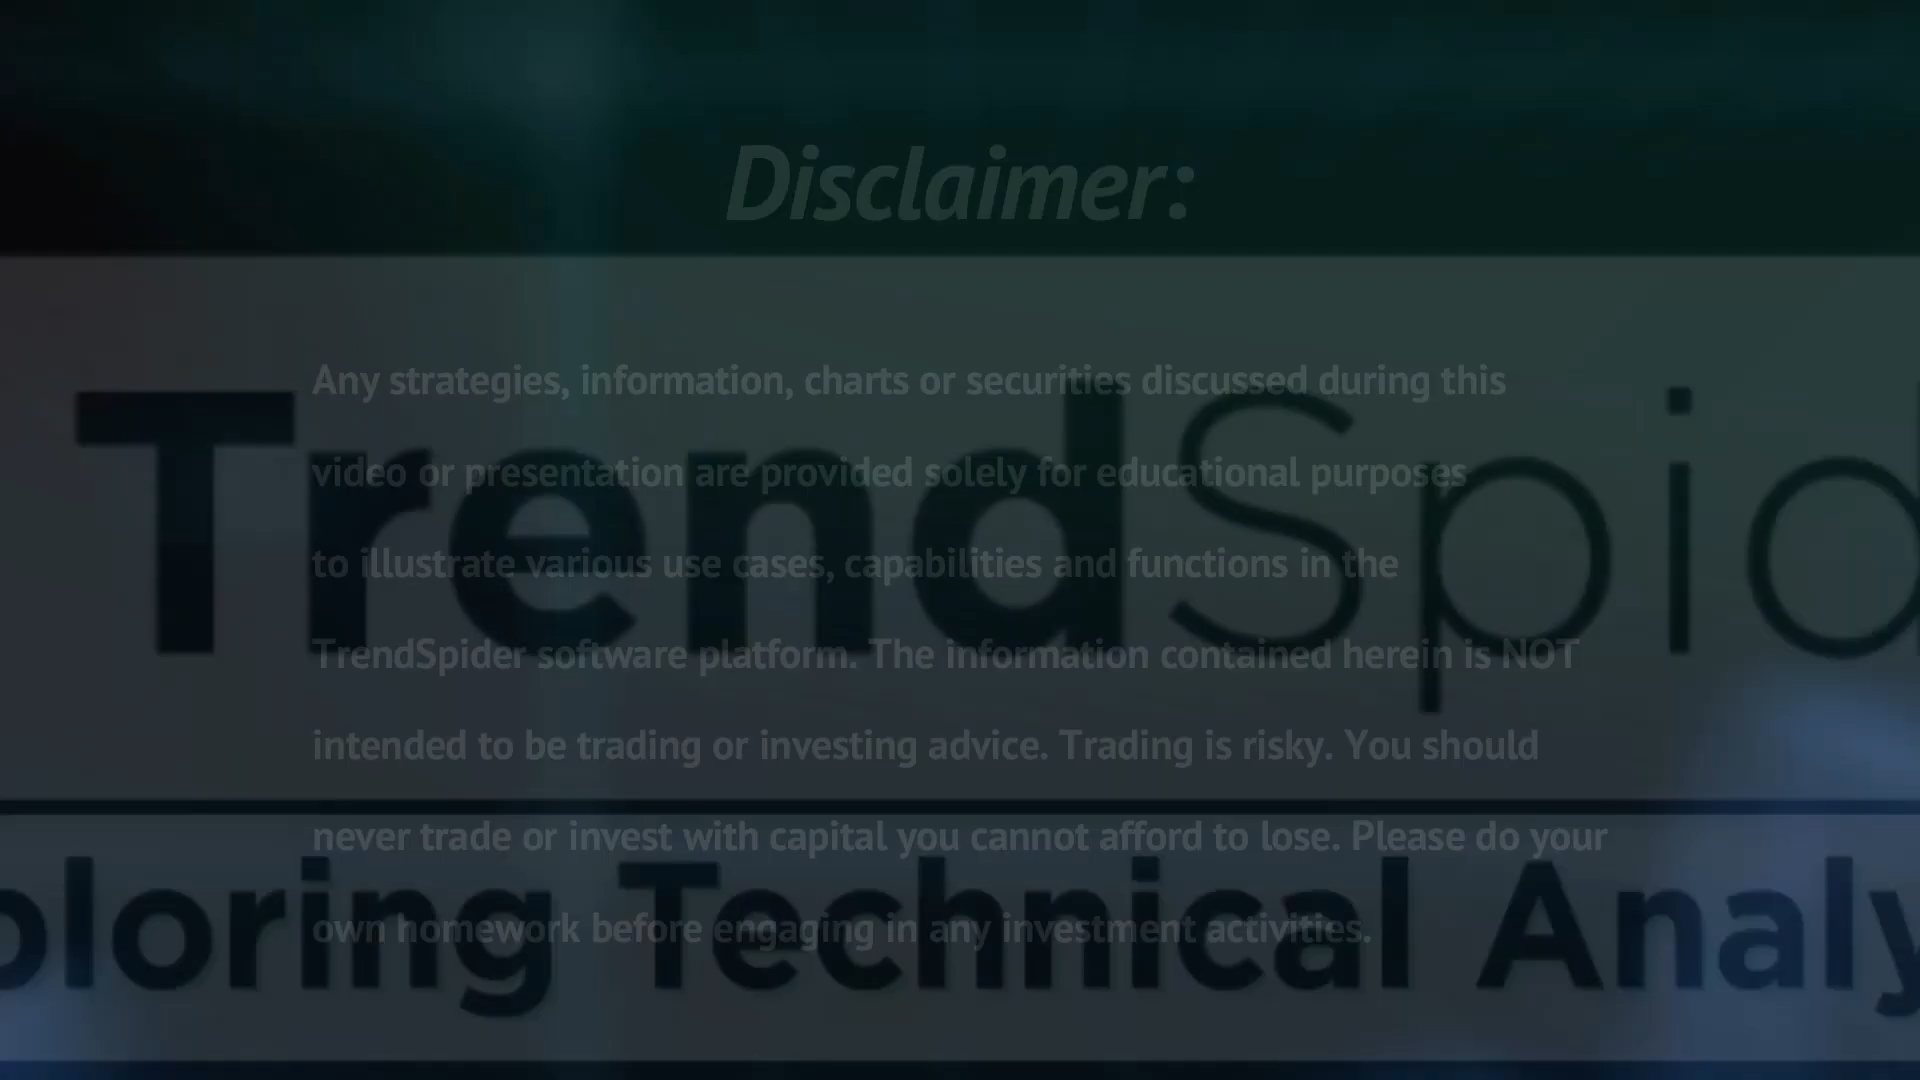 Disclaimer:
Any strategies, information, charts or securities discussed during this
video or presentation are provided solely for educational purposes
to illustrate various use cases, capabilities and functions in the
TrendSpider software platform. The information contained herein is NOT
intended to be trading or investing advice. Trading is risky. You should
never trade or invest with capital you cannot afford to lose. Please do your
own homework before engaging in any investment activities.
TrendSpid
ploring Technical Analy